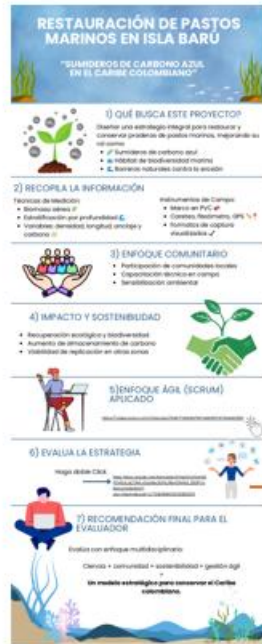 RESTAURACIÓN DE PASTOS
MARINOS EN ISLA BARÚ
"SUMIDEROS DE CARBONO AZUL
EN EL CARIBE COLOMBIANO"
1) QUÉ BUSCA ESTE PROYECTO?
Diseñar una estrategia integral para restaurar y
conservar praderas de pastos marinos, mejorando su
rol como:
Sumideros de carbono azul
Hábitat de biodiversidad marina
Barreras naturales contra la erosión
2) RECOPILA LA INFORMACIÓN
Técnicas de Medición:
Biomasa aérea
Estratificación por profundidad
Variables: densidad, longitud, anclaje y
carbono
Instrumentos de Campo:
Marco en PVC
Caretas, flexómetro, GPS
Formatos de captura
visualizados
3) ENFOQUE COMUNITARIO
Participación de comunidades locales
Capacitación técnica en campo
Sensibilización ambiental
4) IMPACTO Y SOSTENIBILIDAD
Recuperación ecológica y biodiversidad
Aumento de almacenamiento de carbono
Viabilidad de replicación en otras zonas
5)ENFOQUE ÁGIL (SCRUM)
APLICADO
6) EVALUA LA ESTRATEGIA
Haga doble Click
7) RECOMENDACIÓN FINAL PARA EL
EVALUADOR
Evalúa con enfoque multidisciplinario:
Ciencia + comunidad + sostenibilidad + gestión ágil
=
Un modelo estratégico para conservar el Caribe
colombiano.